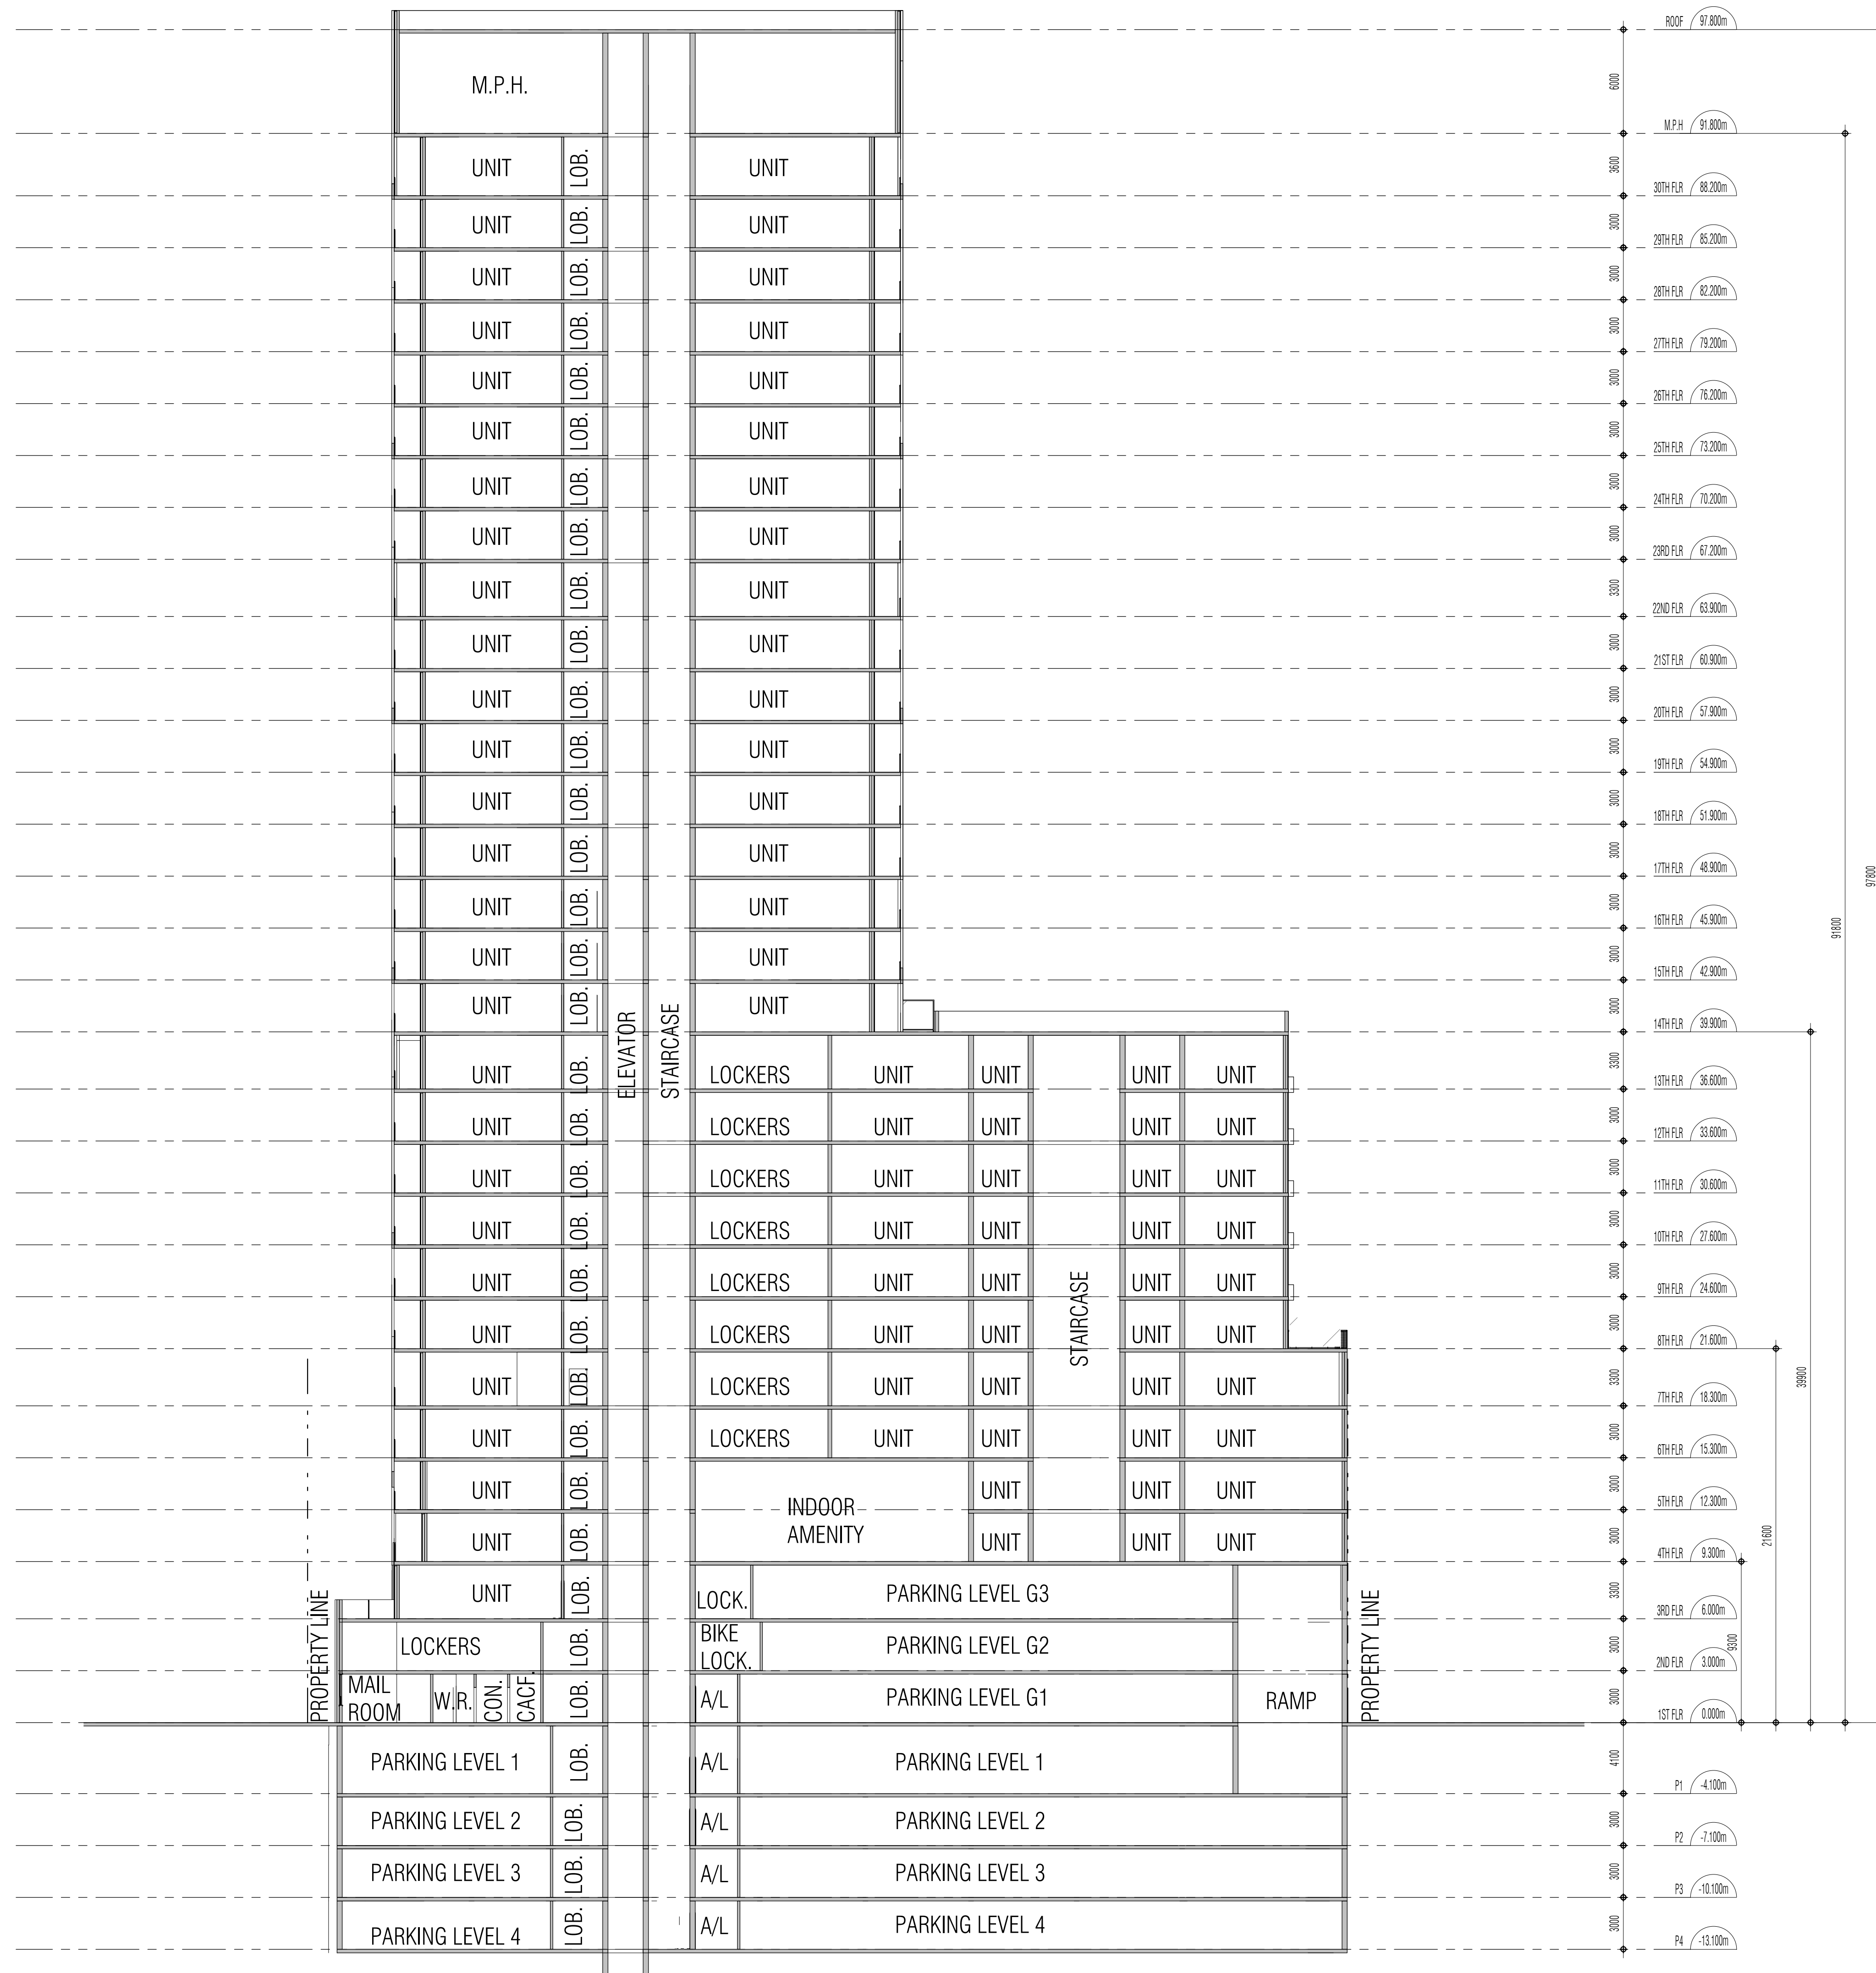 ROOF 97.800m
6000
M.P.H.
M.P.H 91.800m
3600
UNIT LOB. UNIT
30TH FLR 88.200m
3000
UNIT LOB. UNIT
29TH FLR 85.200m
3000
UNIT LOB. UNIT
28TH FLR 82.200m
3000
UNIT LOB. UNIT
27TH FLR 79.200m
3000
UNIT LOB. UNIT
26TH FLR 76.200m
3000
UNIT LOB. UNIT
25TH FLR 73.200m
3000
UNIT LOB. UNIT
24TH FLR 70.200m
3000
UNIT LOB. UNIT
23RD FLR 67.200m
3300
UNIT LOB. UNIT
22ND FLR 63.900m
3000
UNIT LOB. UNIT
21ST FLR 60.900m
3000
UNIT LOB. UNIT
20TH FLR 57.900m
3000
UNIT LOB. UNIT
19TH FLR 54.900m
3000
UNIT LOB. UNIT
18TH FLR 51.900m
3000
UNIT LOB. UNIT
17TH FLR 48.900m
97800
3000
UNIT LOB. UNIT
16TH FLR 45.900m
91800
3000
UNIT LOB. UNIT
15TH FLR 42.900m
3000
UNIT LOB. UNIT
14TH FLR 39.900m
ELEVATOR
STAIRCASE
3300
UNIT LOB. LOCKERS UNIT UNIT UNIT UNIT
13TH FLR 36.600m
3000
UNIT LOB. LOCKERS UNIT UNIT UNIT UNIT
12TH FLR 33.600m
3000
UNIT LOB. LOCKERS UNIT UNIT UNIT UNIT
11TH FLR 30.600m
3000
UNIT LOB. LOCKERS UNIT UNIT UNIT UNIT
10TH FLR 27.600m
3000
UNIT LOB. LOCKERS UNIT UNIT UNIT UNIT
9TH FLR 24.600m
STAIRCASE
3000
UNIT LOB. LOCKERS UNIT UNIT UNIT UNIT
8TH FLR 21.600m
39900
3300
UNIT LOB. LOCKERS UNIT UNIT UNIT UNIT
7TH FLR 18.300m
3000
UNIT LOB. LOCKERS UNIT UNIT UNIT UNIT
6TH FLR 15.300m
3000
UNIT LOB. UNIT UNIT UNIT
5TH FLR 12.300m
INDOOR
AMENITY
21600
3000
UNIT LOB. UNIT UNIT UNIT
4TH FLR 9.300m
3300
UNIT LOB. LOCK. PARKING LEVEL G3
3RD FLR 6.000m
PROPERTY LINE
PROPERTY LINE
9300
3000
LOCKERS LOB. BIKE
LOCK. PARKING LEVEL G2
2ND FLR 3.000m
3000
MAIL
ROOM W.R. CON. CACF. LOB. A/L PARKING LEVEL G1 RAMP
1ST FLR 0.000m
4100
PARKING LEVEL 1 LOB. A/L PARKING LEVEL 1
P1 -4.100m
3000
PARKING LEVEL 2 LOB. A/L PARKING LEVEL 2
P2 -7.100m
3000
PARKING LEVEL 3 LOB. A/L PARKING LEVEL 3
P3 -10.100m
3000
PARKING LEVEL 4 LOB. A/L PARKING LEVEL 4
P4 -13.100m